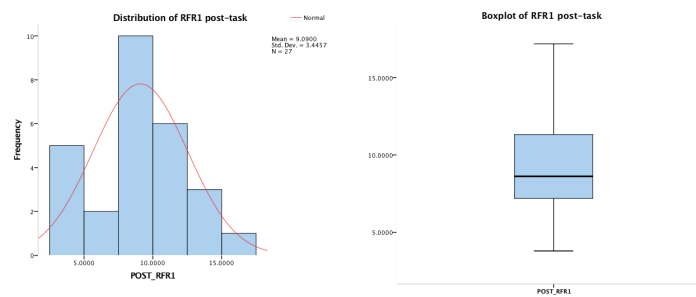 Distribution of RFR1 post-task
Normal
Mean = 9.0900
Std. Dev. = 3.4457
N = 27
Frequency
10
8
6
4
2
0
5.0000 10.0000 15.0000
POST_RFR1
Boxplot of RFR1 post-task
15.0000
10.0000
5.0000
POST_RFR1